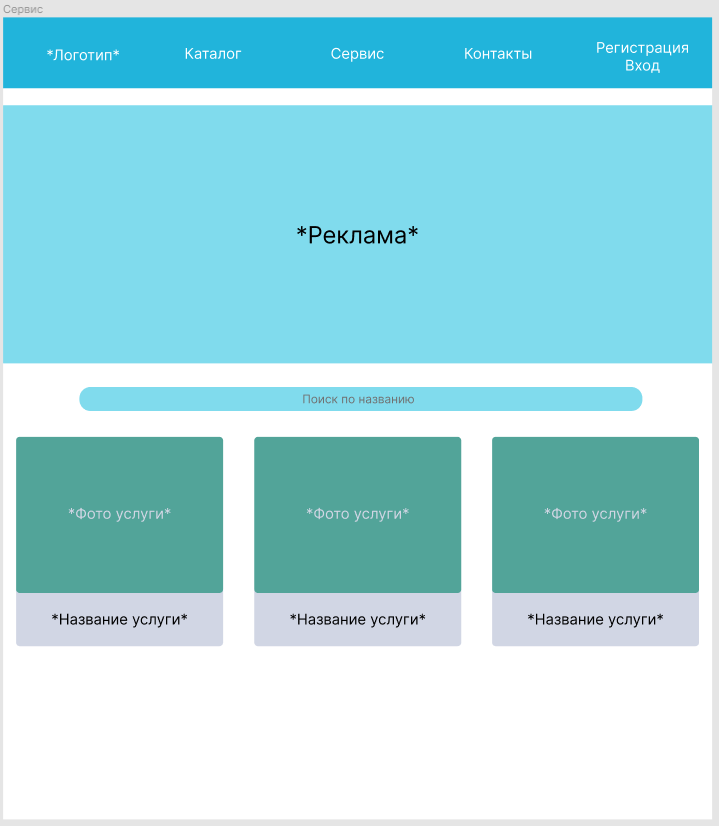 Сервис
*Логотип*
Каталог
Сервис
Контакты
Регистрация
Вход
*Реклама*
Поиск по названию
*Фото услуги*
*Фото услуги*
*Фото услуги*
*Название услуги*
*Название услуги*
*Название услуги*